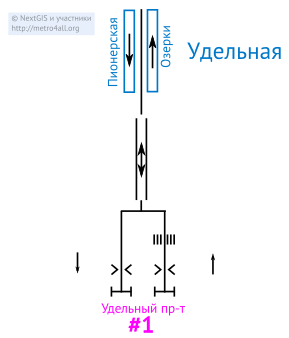 © NextGIS и участники
http://metro4all.org
Пионерская
Озерки
Удельная
Удельный пр-т
#1